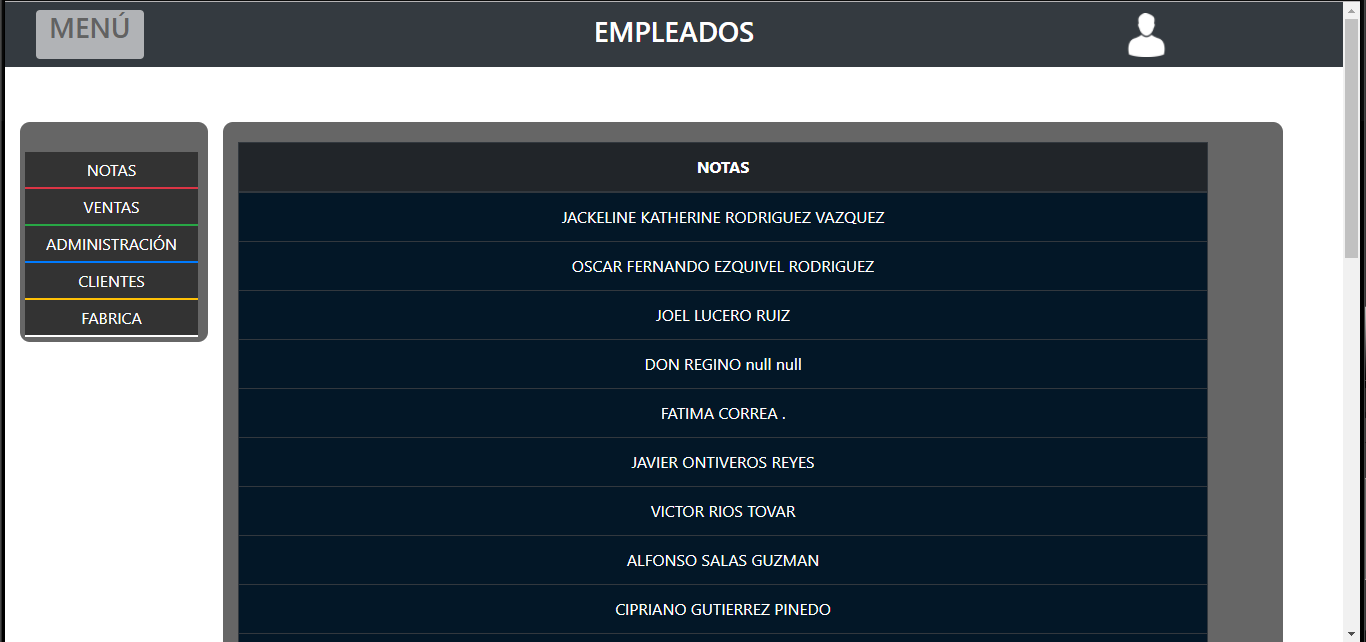 MENÚ
EMPLEADOS
NOTAS
VENTAS
ADMINISTRACIÓN
CLIENTES
FABRICA
NOTAS
JACKELINE KATHERINE RODRIGUEZ VAZQUEZ
OSCAR FERNANDO EZQUIVEL RODRIGUEZ
JOEL LUCERO RUIZ
DON REGINO null null
FATIMA CORREA .
JAVIER ONTIVEROS REYES
VICTOR RIOS TOVAR
ALFONSO SALAS GUZMAN
CIPRIANO GUTIERREZ PINEDO